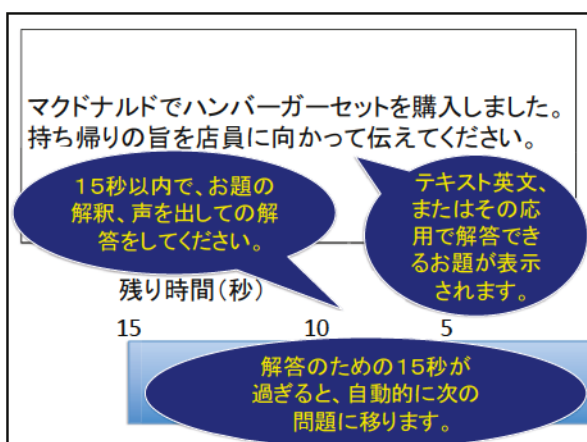 マクドナルドでハンバーガーセットを購入しました。
持ち帰りの旨を店員に向かって伝えてください。
15秒以内で、お題の
解釈、声を出しての解
答をしてください。
テキスト英文、
またはその応
用で解答でき
るお題が表示
されます。
残り時間(秒)
15 10 5
解答のための15秒が
過ぎると、自動的に次の
問題に移ります。